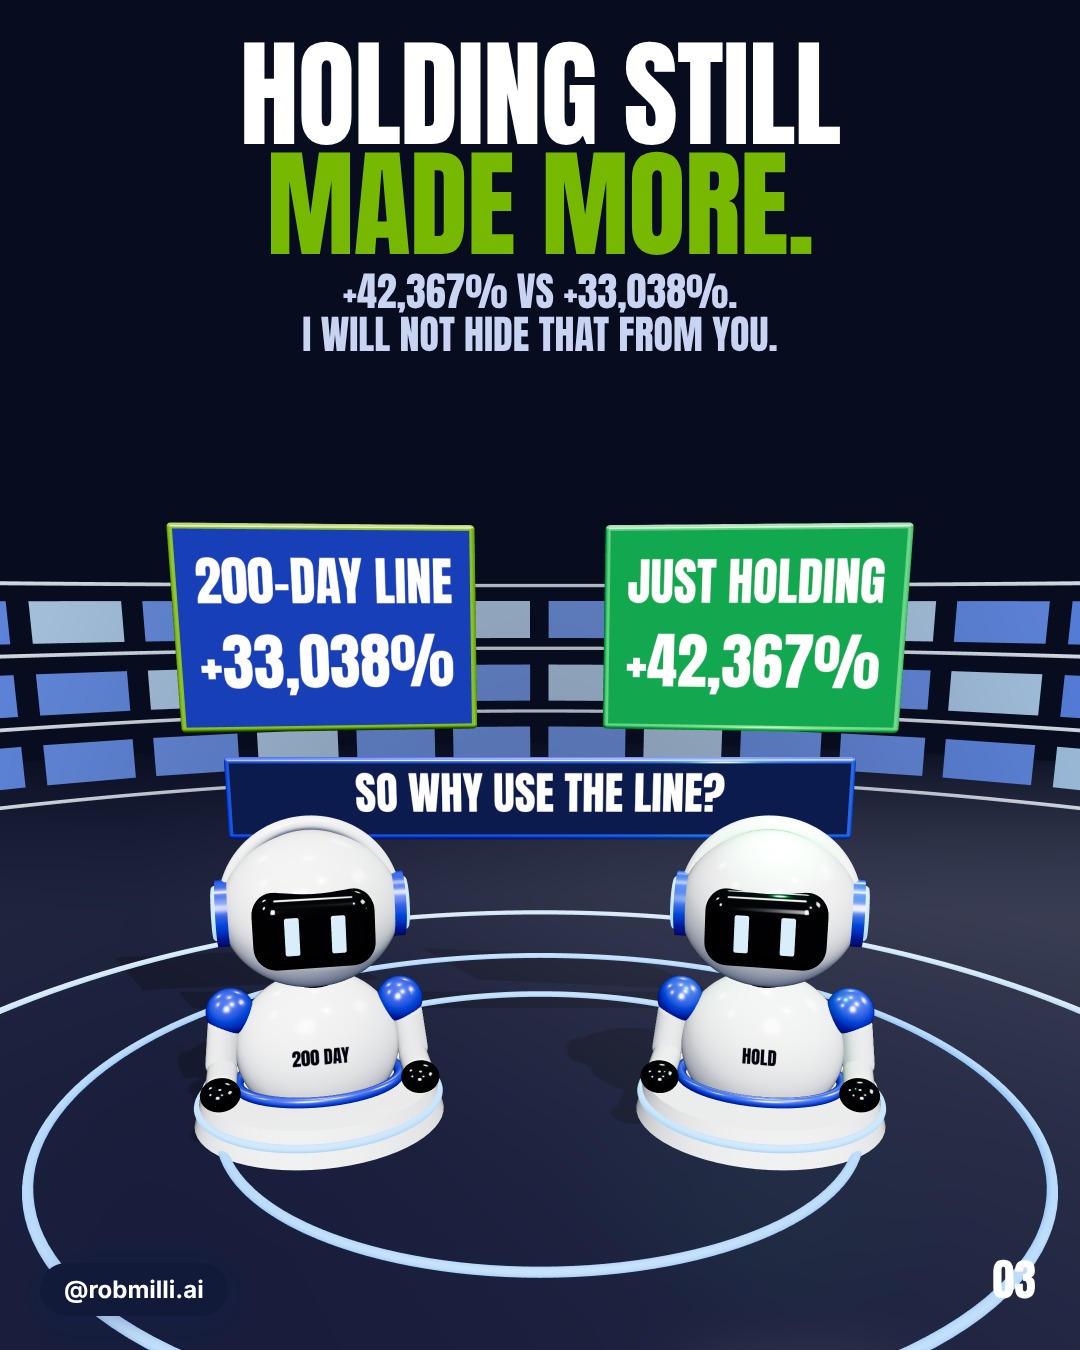 HOLDING STILL
MADE MORE.
+42,367% VS +33,038%.
I WILL NOT HIDE THAT FROM YOU.
200-DAY LINE
+33,038%
JUST HOLDING
+42,367%
SO WHY USE THE LINE?
200 DAY
HOLD
@robmilli.ai
03